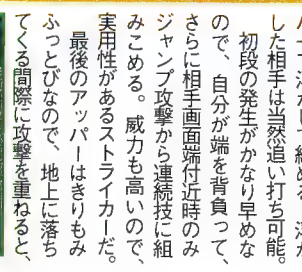 した相手は当然追い打ち可能。
初段の発生がかなり早めな
ので、自分が端を背負って、
さらに相手画面端付近時のみ
ジャンプ攻撃から連続技に組
みこめる。威力も高いので、
実用性があるストライカーだ。
最後のアッパーはきりもみ
ふっとびなので、地上に落ち
てくる間際に攻撃を重ねると、